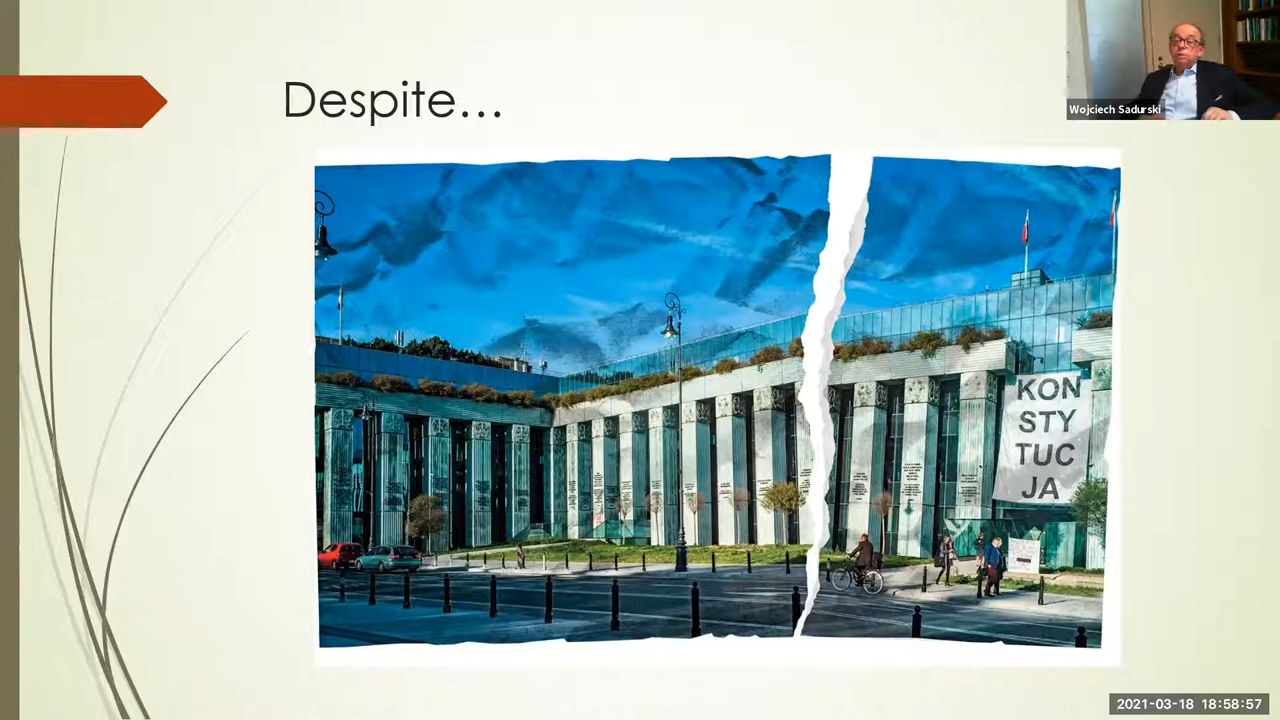 Despite...
Wojciech Sadurski
KON
STY
TUC
JA
2021-03-18 18:58:57